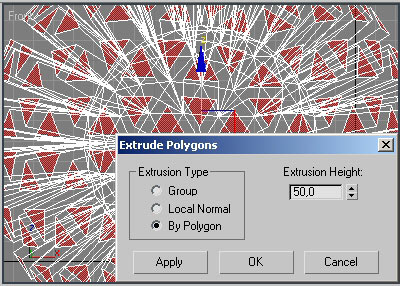 Extrude Polygons
Extrusion Type
Group
Local Normal
By Polygon
Extrusion Height:
50,0
Apply
OK
Cancel